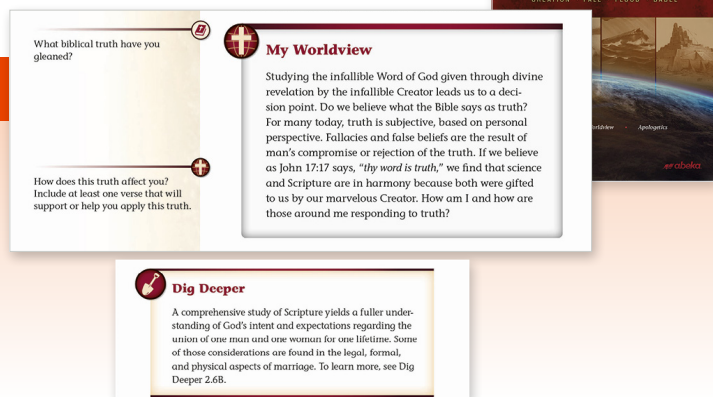 CREATION FALL FLOOD BABEL
What biblical truth have you
gleaned?
How does this truth affect you?
Include at least one verse that will
support or help you apply this truth.
My Worldview
Studying the infallible Word of God given through divine
revelation by the infallible Creator leads us to a deci-
sion point. Do we believe what the Bible says as truth?
For many today, truth is subjective, based on personal
perspective. Fallacies and false beliefs are the result of
man's compromise or rejection of the truth. If we believe
as John 17:17 says, “thy word is truth,” we find that science
and Scripture are in harmony because both were gifted
to us by our marvelous Creator. How am I and how are
those around me responding to truth?
Apologetics
abeka
Dig Deeper
A comprehensive study of Scripture yields a fuller under-
standing of God's intent and expectations regarding the
union of one man and one woman for one lifetime. Some
of those considerations are found in the legal, formal,
and physical aspects of marriage. To learn more, see Dig
Deeper 2.6B.